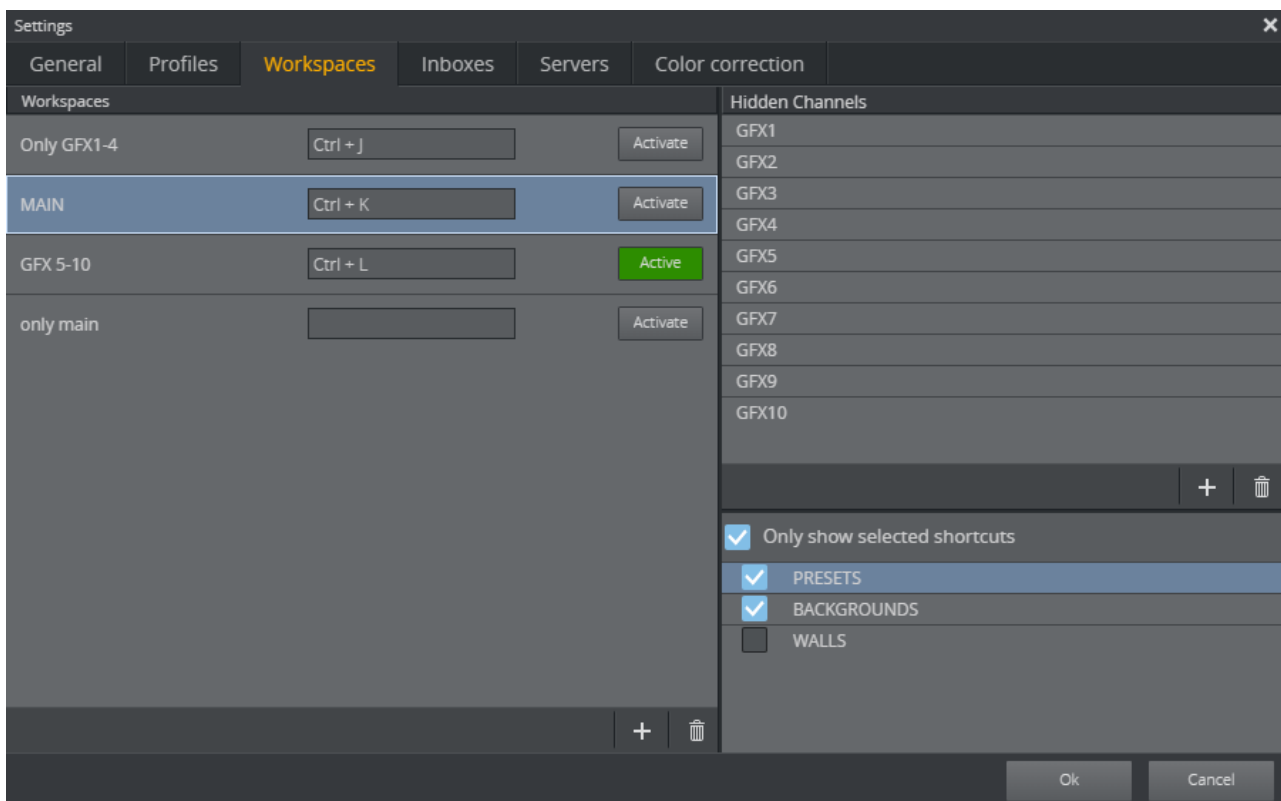 Settings
General Profiles Workspaces Inboxes Servers Color correction
Workspaces
Only GFX1-4 Ctrl + J Activate
MAIN Ctrl + K Activate
GFX 5-10 Ctrl + L Active
only main Activate
Hidden Channels
GFX1
GFX2
GFX3
GFX4
GFX5
GFX6
GFX7
GFX8
GFX9
GFX10
Only show selected shortcuts
PRESETS
BACKGROUNDS
WALLS
Ok Cancel